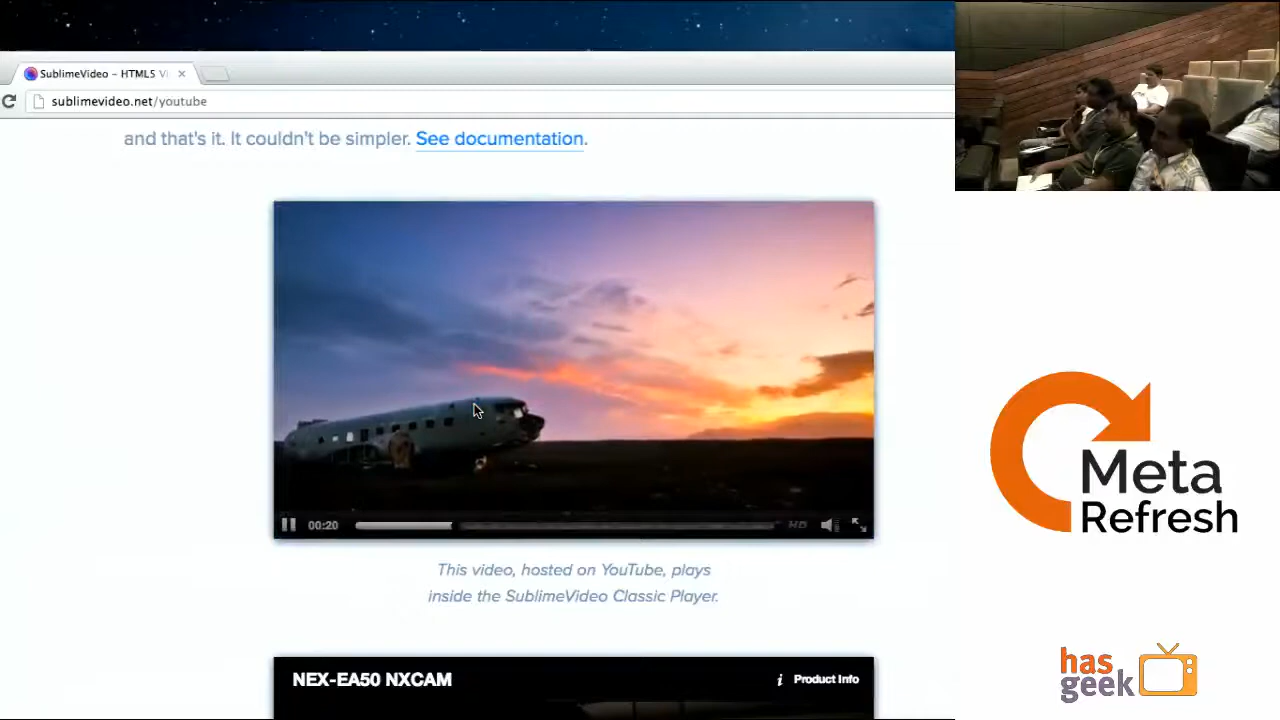 SublimeVideo – HTML5 Vi
sublimevideo.net/youtube
and that's it. It couldn't be simpler. See documentation.
00:20
HD
This video, hosted on YouTube, plays
inside the SublimeVideo Classic Player.
NEX-EA50 NXCAM
i Product Info
Meta
Refresh
has
geek